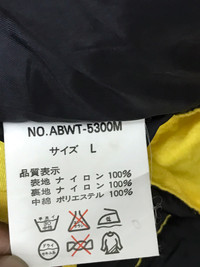 NO.ABWT-5300M
サイズ L
品質表示
表地 ナイロン 100%
裏地 ナイロン 100%
中綿 ポリエステル 100%